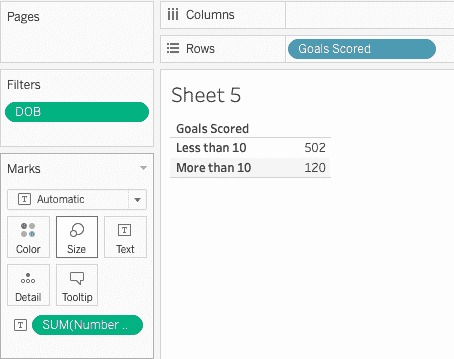 Pages
Columns
Rows
Goals Scored
Filters
DOB
Marks
T Automatic
Color
Size
T
Text
Detail
Tooltip
T SUM(Number ..
Sheet 5
Goals Scored
Less than 10 502
More than 10 120